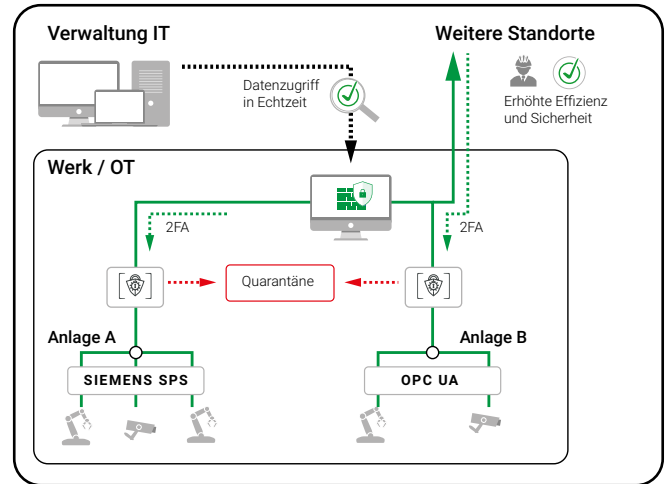 Verwaltung IT
Weitere Standorte
Datenzugriff
in Echtzeit
Erhöhte Effizienz
und Sicherheit
Werk / OT
2FA
2FA
Quarantäne
Anlage A
Anlage B
SIEMENS SPS
OPC UA